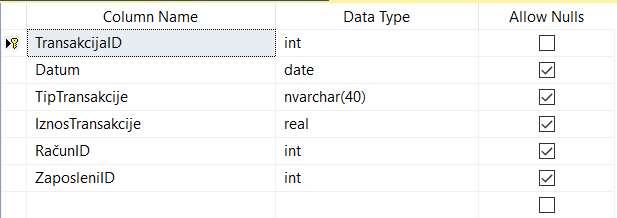 Column Name Data Type Allow Nulls
TransakcijaID int
Datum date
TipTransakcije nvarchar(40)
IznosTransakcije real
RačunID int
ZaposleniID int